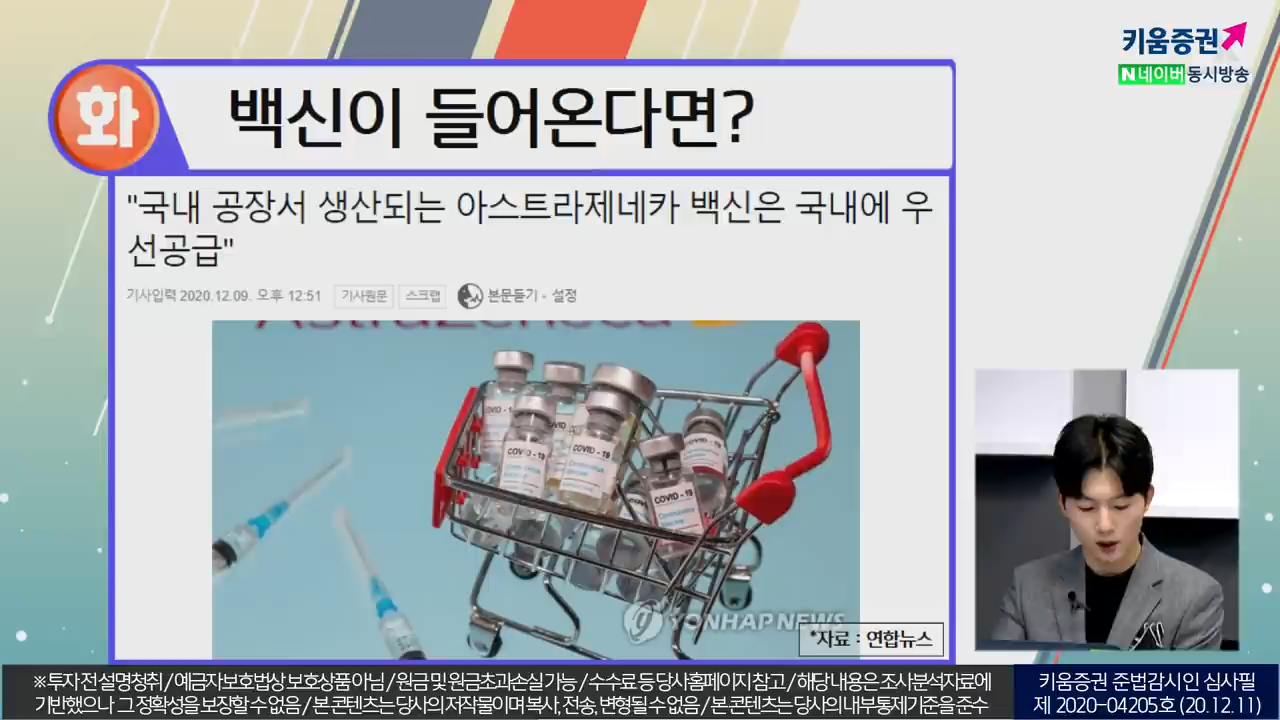 키움증권
N네이버 동시방송
화
백신이 들어온다면?
"국내 공장서 생산되는 아스트라제네카 백신은 국내에 우
선공급"
기사입력 2020.12.09. 오후 12:51 기사원문 스크랩 본문듣기 · 설정
AstraZeneca
COVID-19
COVID-19
COVID-19
COVID-19
YONHAP NEWS
*자료 : 연합뉴스
※ 투자 전 설명청취 / 예금자보호법상 보호상품 아님 / 원금 및 원금초과손실 가능 / 수수료 등 당사홈페이지 참고 / 해당 내용은 조사분석자료에
기반했으나 그 정확성을 보장할 수 없음 / 본 콘텐츠는 당사의 저작물이며 복사, 전송, 변형될 수 없음 / 본 콘텐츠는 당사의 내부통제기준을 준수
키움증권 준법감시인 심사필
제 2020-04205호 (20.12.11)